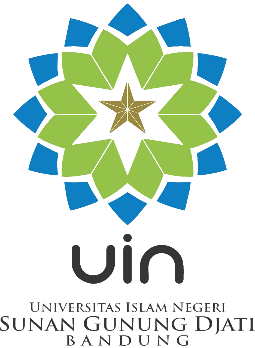 uin
UNIVERSITAS ISLAM NEGERI
SUNAN GUNUNG DJATI
BANDUNG